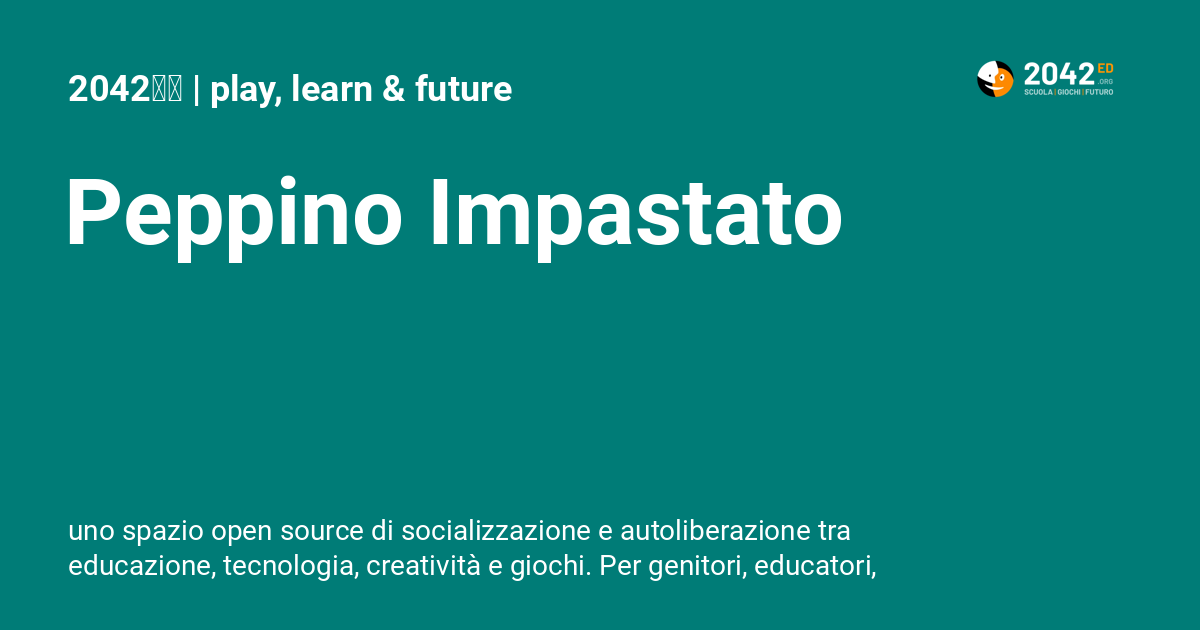 2042 | play, learn & future
2042 ED
.ORG
SCUOLA | GIOCHI | FUTURO
Peppino Impastato
uno spazio open source di socializzazione e autoliberazione tra
educazione, tecnologia, creatività e giochi. Per genitori, educatori,